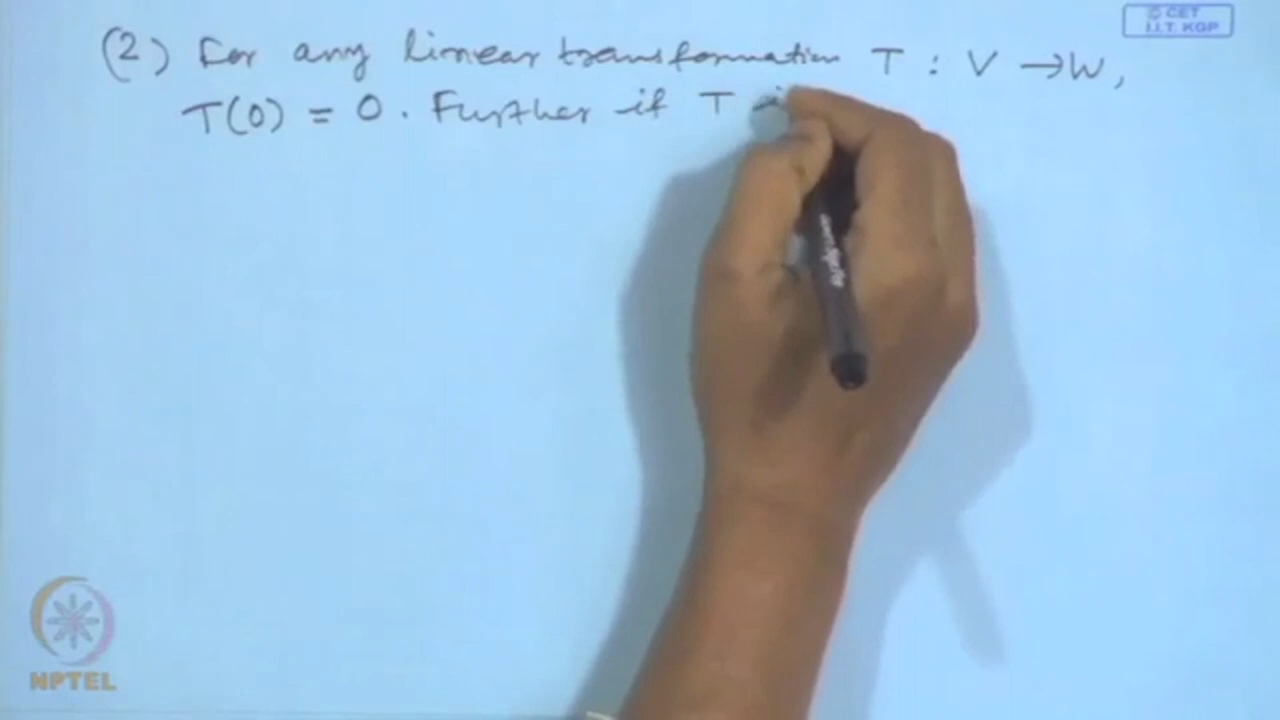 © CET
I.I.T. KGP
(2) For any linear transformation T : V → W,
T(0) = 0. Further if T i
NPTEL